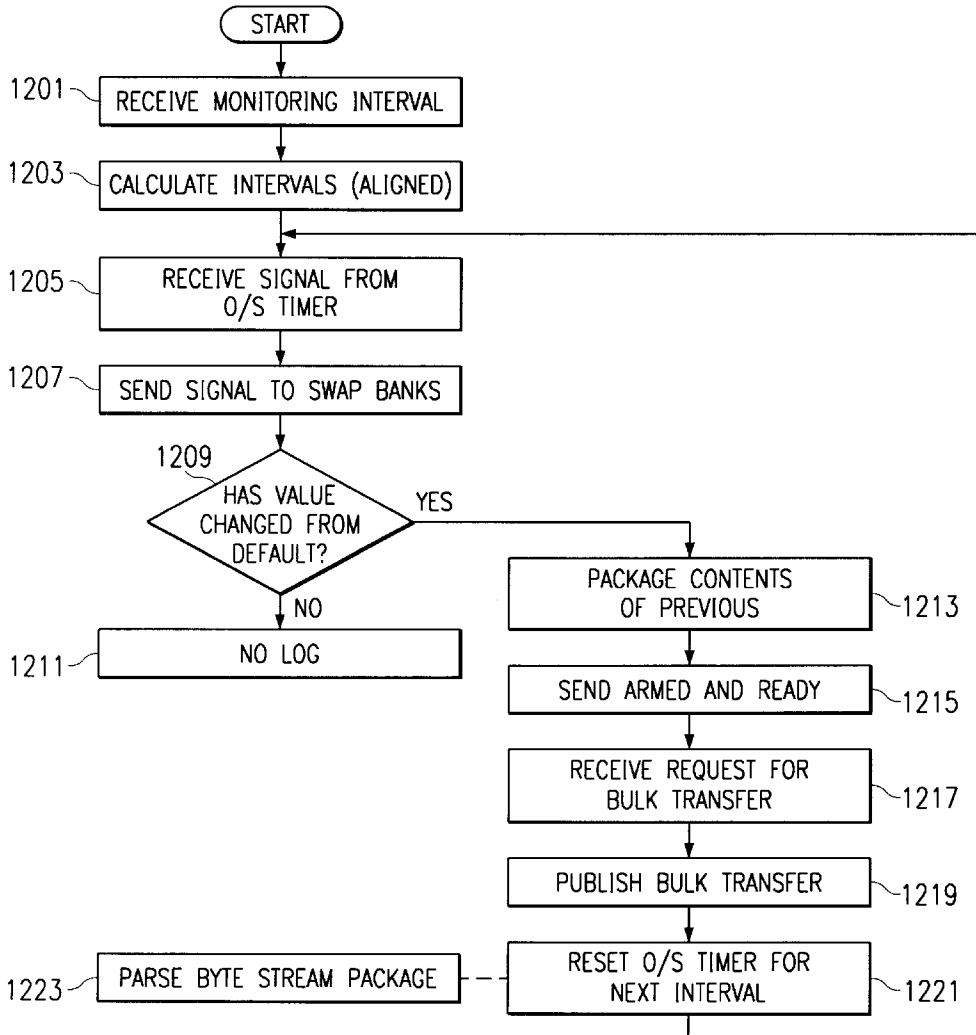 START
1201
RECEIVE MONITORING INTERVAL
1203
CALCULATE INTERVALS (ALIGNED)
1205
RECEIVE SIGNAL FROM
O/S TIMER
1207
SEND SIGNAL TO SWAP BANKS
1209
HAS VALUE
CHANGED FROM
DEFAULT?
YES
NO
1211
NO LOG
PACKAGE CONTENTS
OF PREVIOUS
1213
SEND ARMED AND READY
1215
RECEIVE REQUEST FOR
BULK TRANSFER
1217
PUBLISH BULK TRANSFER
1219
RESET O/S TIMER FOR
NEXT INTERVAL
1221
1223
PARSE BYTE STREAM PACKAGE